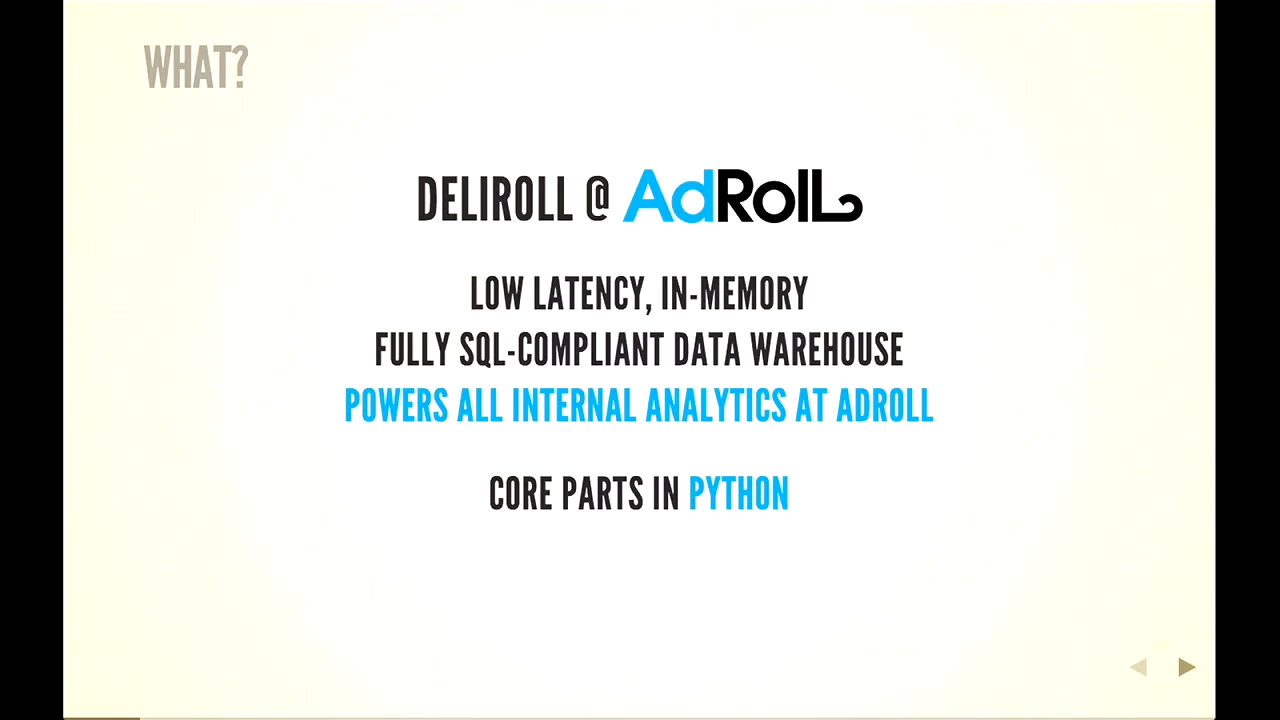 WHAT?
DELIROLL @ AdRoll
LOW LATENCY, IN-MEMORY
FULLY SQL-COMPLIANT DATA WAREHOUSE
POWERS ALL INTERNAL ANALYTICS AT ADROLL
CORE PARTS IN PYTHON